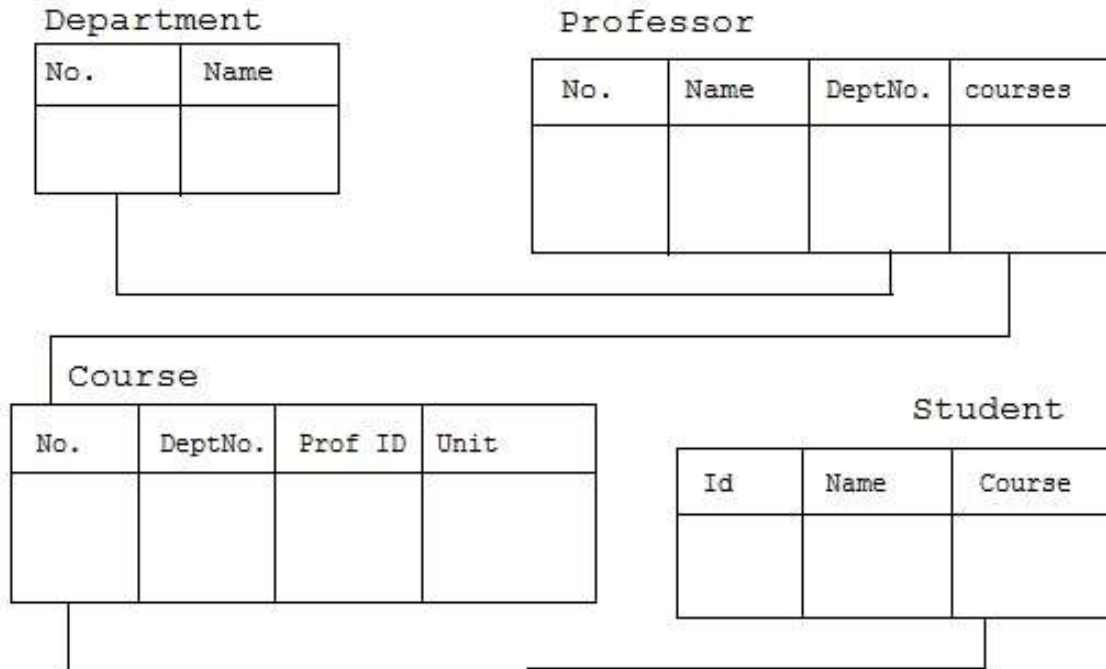 Department
No. Name
Professor
No. Name DeptNo. courses
Course
No. DeptNo. Prof ID Unit
Student
Id Name Course